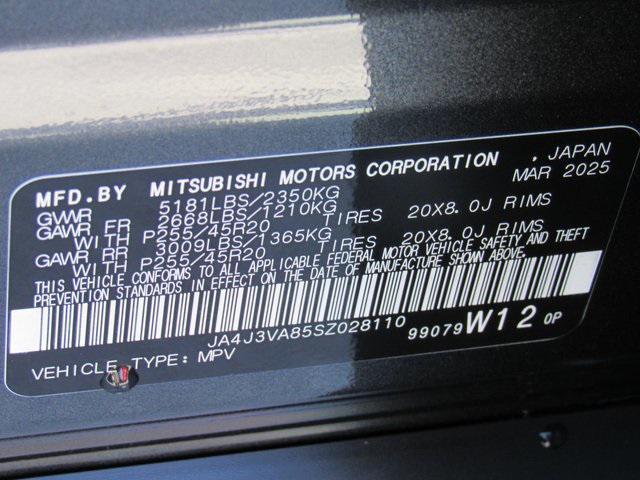 MFD.BY MITSUBISHI MOTORS CORPORATION , JAPAN
GVWR 5181LBS/2350KG MAR 2025
GAWR FR 2668LBS/1210KG TIRES 20X8.0J RIMS
WITH P255/45R20
GAWR RR 3009LBS/1365KG TIRES 20X8.0J RIMS
WITH P255/45R20
THIS VEHICLE CONFORMS TO ALL APPLICABLE FEDERAL MOTOR VEHICLE SAFETY AND THEFT
PREVENTION STANDARDS IN EFFECT ON THE DATE OF MANUFACTURE SHOWN ABOVE.
JA4J3VA85SZ028110 99079 W12 0P
VEHICLE TYPE: MPV